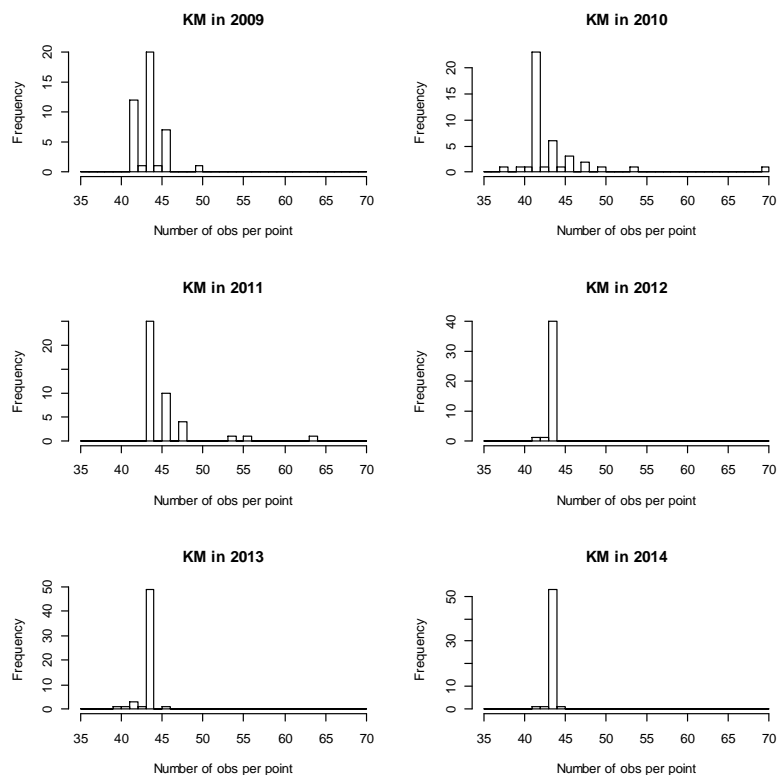 KM in 2009
Frequency
0 5 10 15 20
35 40 45 50 55 60 65 70
Number of obs per point
KM in 2010
Frequency
0 5 10 15 20
35 40 45 50 55 60 65 70
Number of obs per point
KM in 2011
Frequency
0 5 10 20
35 40 45 50 55 60 65 70
Number of obs per point
KM in 2012
Frequency
0 10 20 30 40
35 40 45 50 55 60 65 70
Number of obs per point
KM in 2013
Frequency
0 10 20 30 40 50
35 40 45 50 55 60 65 70
Number of obs per point
KM in 2014
Frequency
0 10 30 50
35 40 45 50 55 60 65 70
Number of obs per point